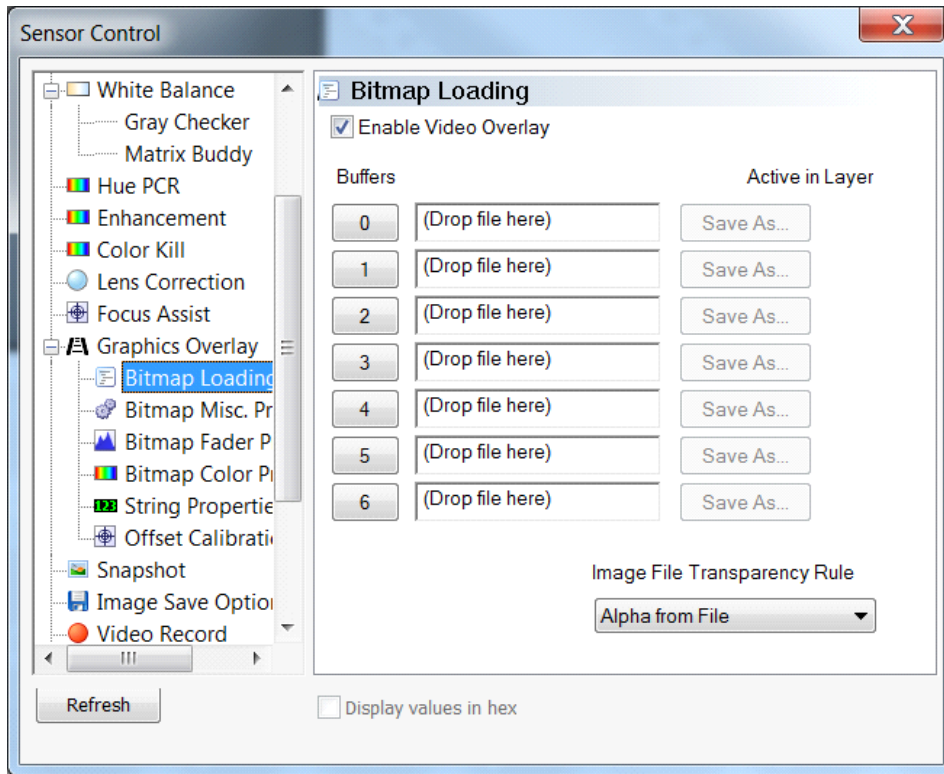 Sensor Control
White Balance
Gray Checker
Matrix Buddy
Hue PCR
Enhancement
Color Kill
Lens Correction
Focus Assist
Graphics Overlay
Bitmap Loading
Bitmap Misc. Pr
Bitmap Fader P
Bitmap Color Pr
String Propertie
Offset Calibrati
Snapshot
Image Save Option
Video Record
Refresh
Bitmap Loading
Enable Video Overlay
Buffers Active in Layer
0 (Drop file here) Save As...
1 (Drop file here) Save As...
2 (Drop file here) Save As...
3 (Drop file here) Save As...
4 (Drop file here) Save As...
5 (Drop file here) Save As...
6 (Drop file here) Save As...
Image File Transparency Rule
Alpha from File
Display values in hex